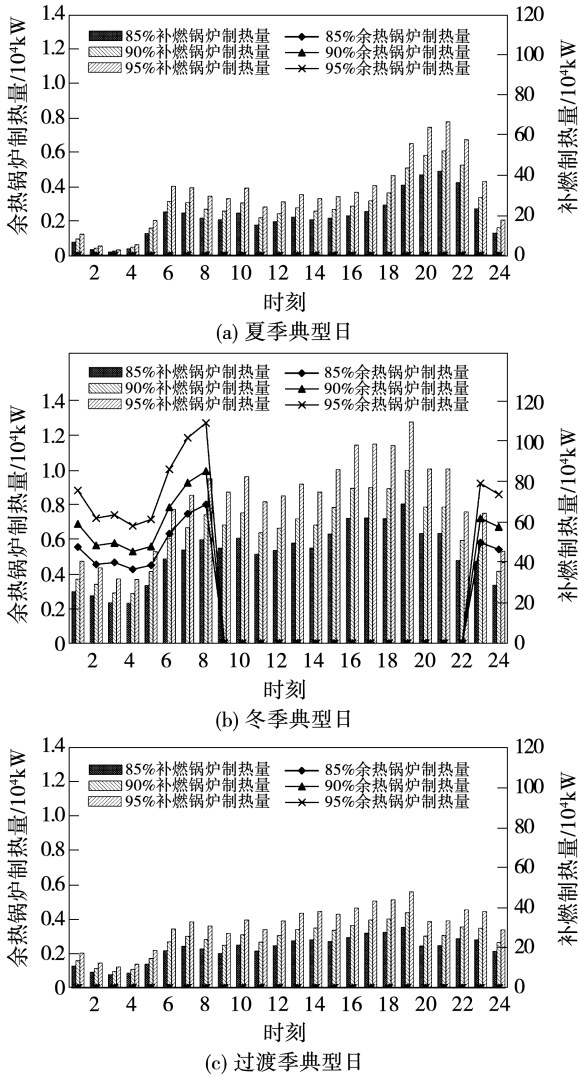 余热锅炉制热量/10⁴kW
1.4
1.2
1.0
0.8
0.6
0.4
0.2
0
85%补燃锅炉制热量
90%补燃锅炉制热量
95%补燃锅炉制热量
85%余热锅炉制热量
90%余热锅炉制热量
95%余热锅炉制热量
120
100
80
60
40
20
0
补燃制热量/10⁴kW
2 4 6 8 10 12 14 16 18 20 22 24
时刻
(a) 夏季典型日
余热锅炉制热量/10⁴kW
1.4
1.2
1.0
0.8
0.6
0.4
0.2
0
85%补燃锅炉制热量
90%补燃锅炉制热量
95%补燃锅炉制热量
85%余热锅炉制热量
90%余热锅炉制热量
95%余热锅炉制热量
120
100
80
60
40
20
0
补燃制热量/10⁴kW
2 4 6 8 10 12 14 16 18 20 22 24
时刻
(b) 冬季典型日
余热锅炉制热量/10⁴kW
1.4
1.2
1.0
0.8
0.6
0.4
0.2
0
85%补燃锅炉制热量
90%补燃锅炉制热量
95%补燃锅炉制热量
85%余热锅炉制热量
90%余热锅炉制热量
95%余热锅炉制热量
120
100
80
60
40
20
0
补燃制热量/10⁴kW
2 4 6 8 10 12 14 16 18 20 22 24
时刻
(c) 过渡季典型日